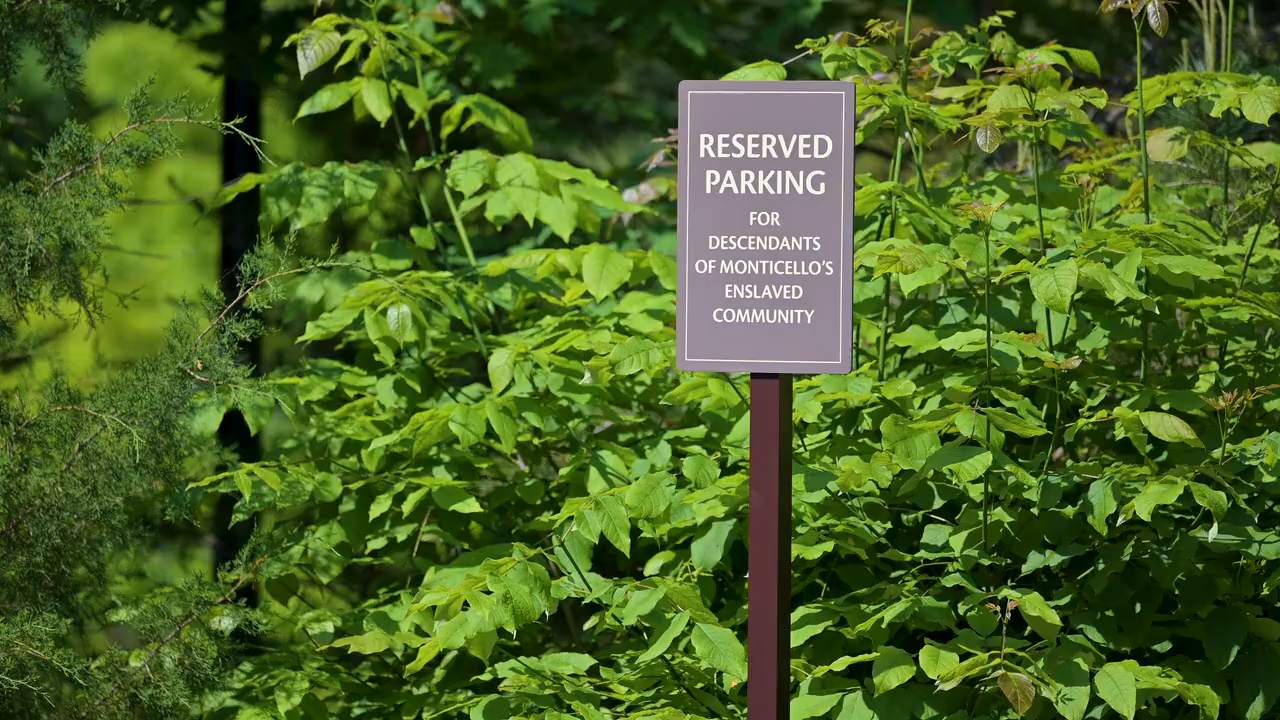 RESERVED
PARKING
FOR
DESCENDANTS
OF MONTICELLO'S
ENSLAVED
COMMUNITY